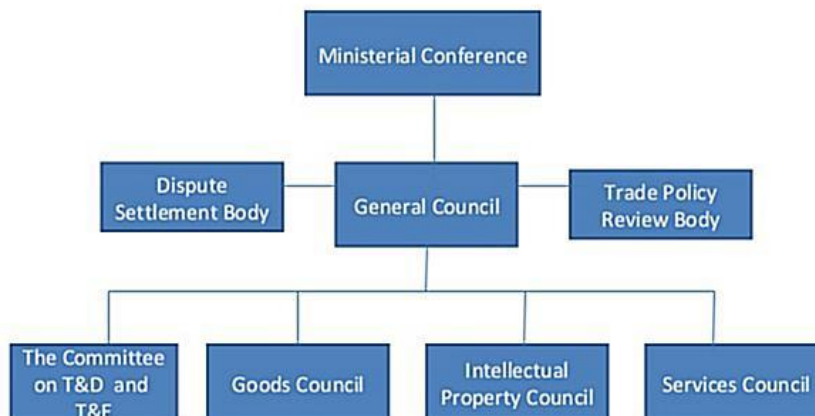 Ministerial Conference
Dispute
Settlement Body
General Council
Trade Policy
Review Body
The Committee
on T&D and
T&E
Goods Council
Intellectual
Property Council
Services Council